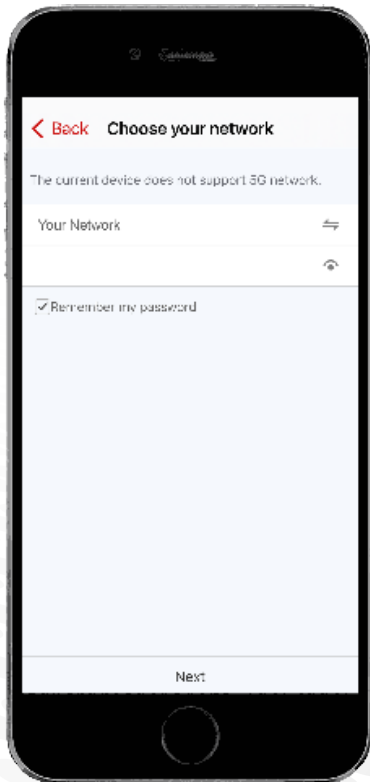 Back Choose your network
The current device does not support 5G network.
Your Network
Remember my password
Next